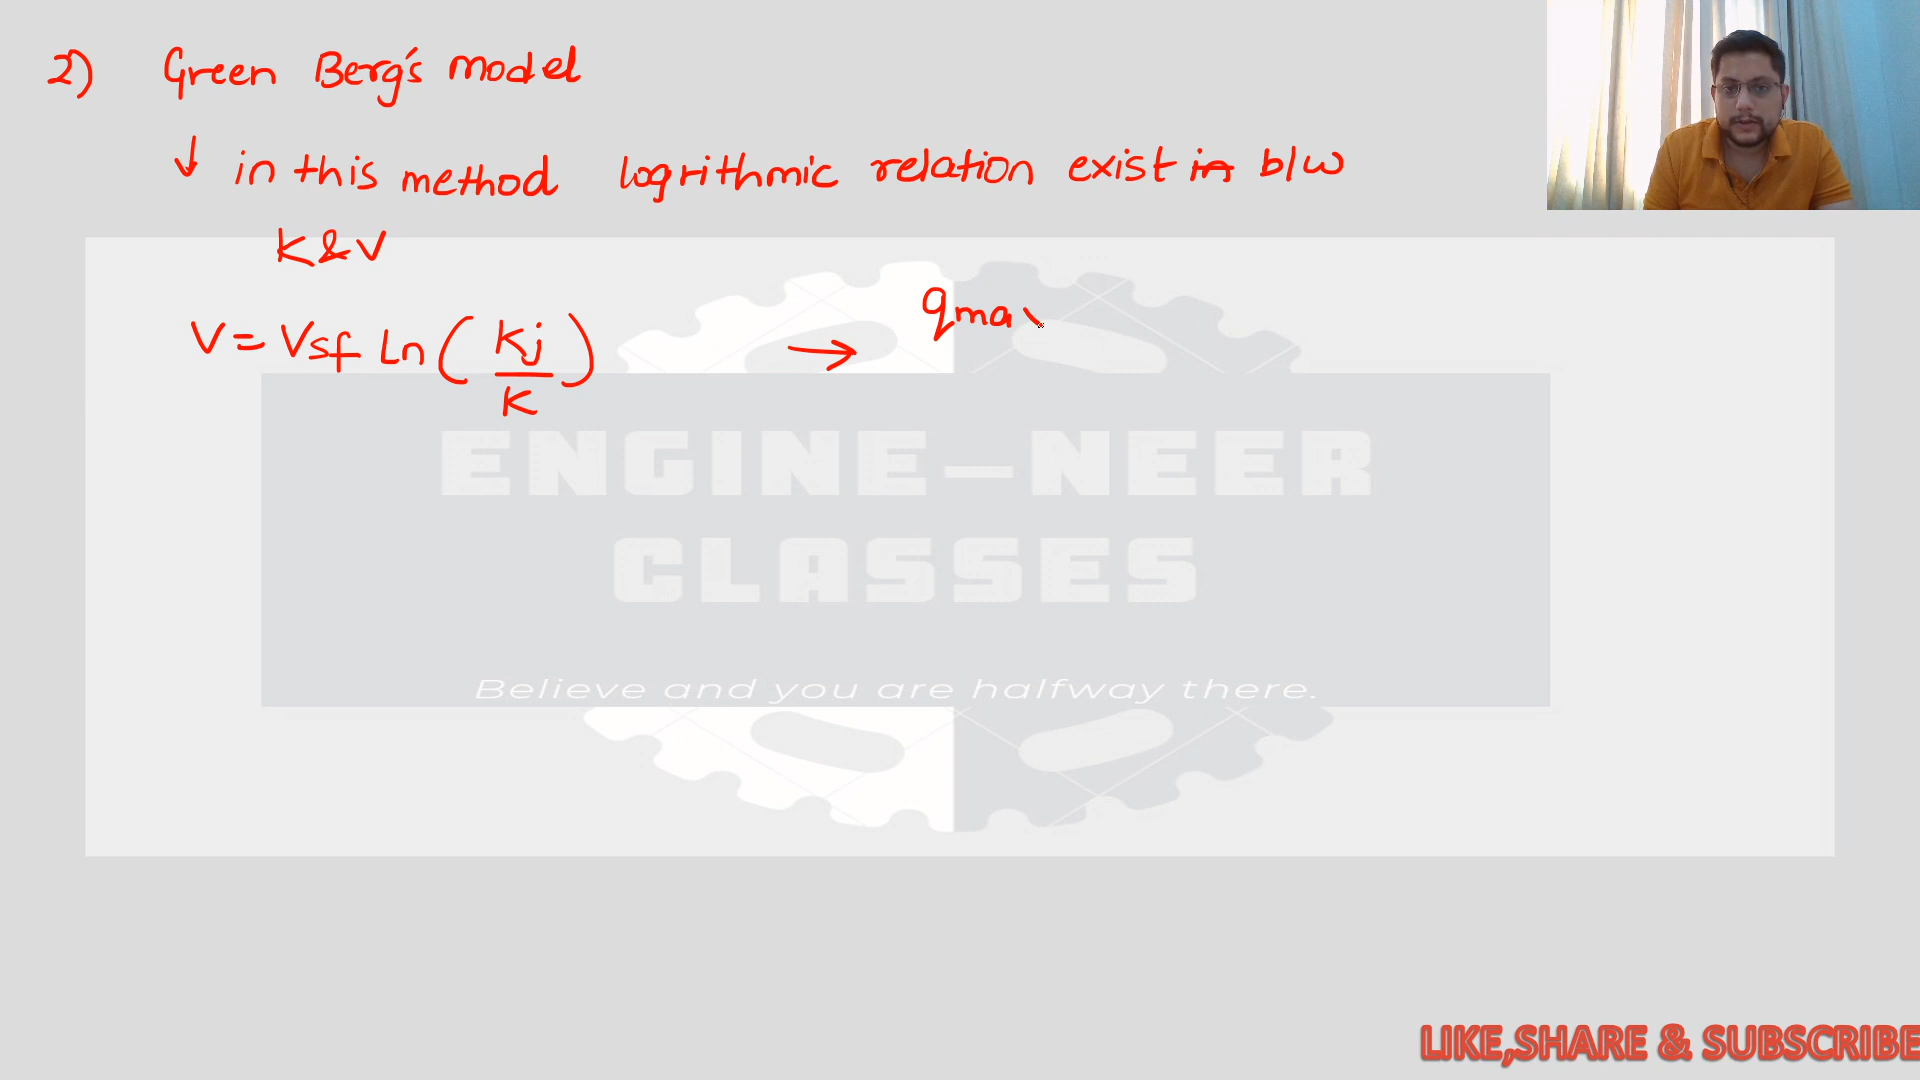 2) Green Berg's model
↓ in this method logrithmic relation exist in b/w
K & V
V = Vsf Ln ( Kj / K ) → qmax
ENGINE-NEER
CLASSES
Believe and you are halfway there.
LIKE,SHARE & SUBSCRIBE